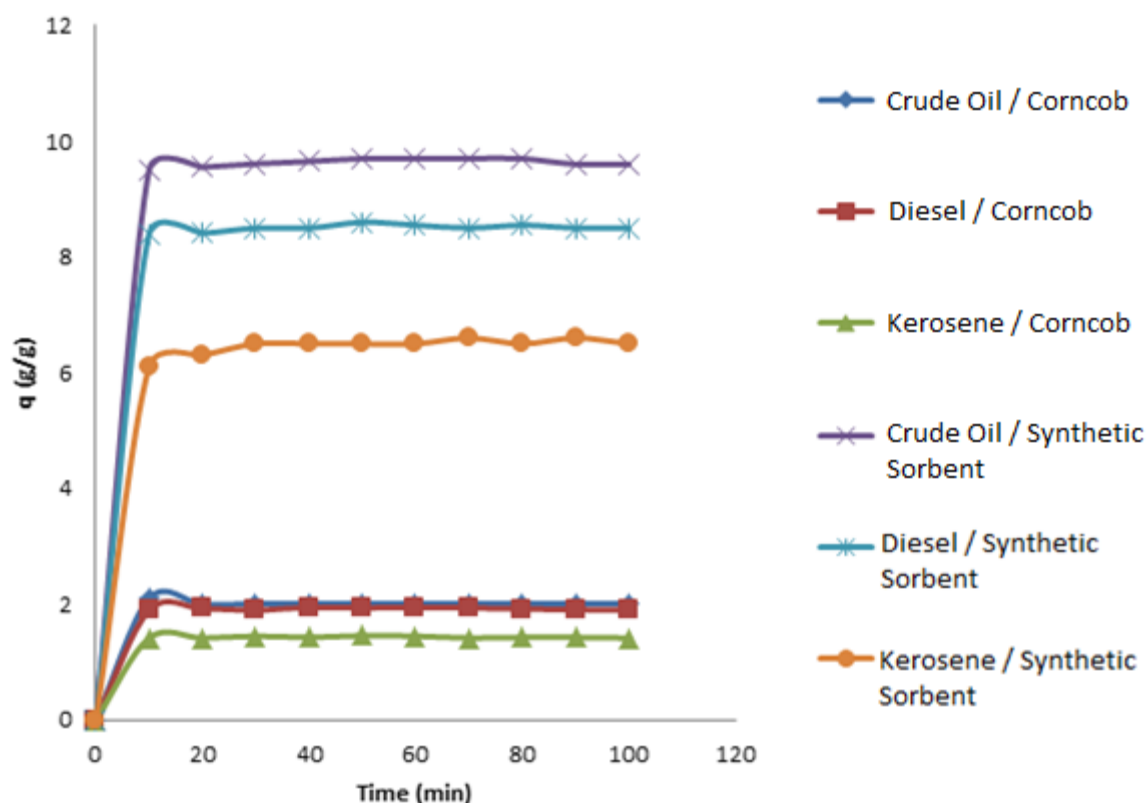 12
10
8
6
4
2
0
q (g/g)
0
20
40
60
80
100
120
Time (min)
Crude Oil / Corncob
Diesel / Corncob
Kerosene / Corncob
Crude Oil / Synthetic
Sorbent
Diesel / Synthetic
Sorbent
Kerosene / Synthetic
Sorbent